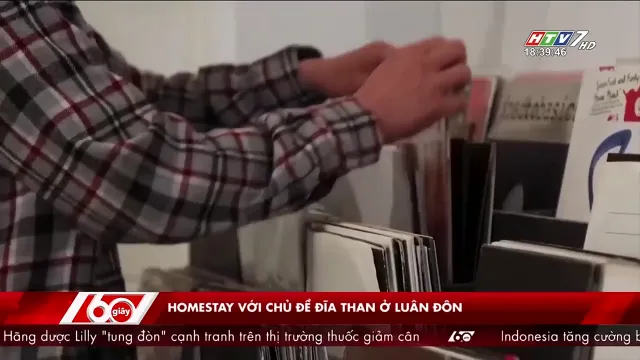 HTV7 HD
18:39:46
60 giây
HOMESTAY VỚI CHỦ ĐỀ ĐĨA THAN Ở LUÂN ĐÔN
Hãng dược Lilly "tung đòn" cạnh tranh trên thị trường thuốc giảm cân
60
Indonesia tăng cường